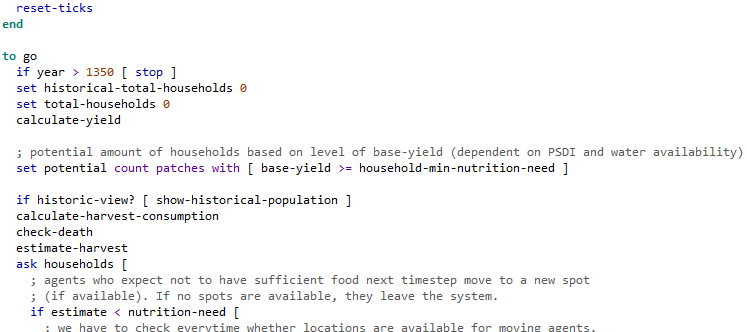 reset-ticks
end
to go
if year > 1350 [ stop ]
set historical-total-households 0
set total-households 0
calculate-yield
; potential amount of households based on level of base-yield (dependent on PSDI and water availability)
set potential count patches with [ base-yield >= household-min-nutrition-need ]
if historic-view? [ show-historical-population ]
calculate-harvest-consumption
check-death
estimate-harvest
ask households [
; agents who expect not to have sufficient food next timestep move to a new spot
; (if available). If no spots are available, they leave the system.
if estimate < nutrition-need [
; we have to check everytime whether locations are available for moving agents.